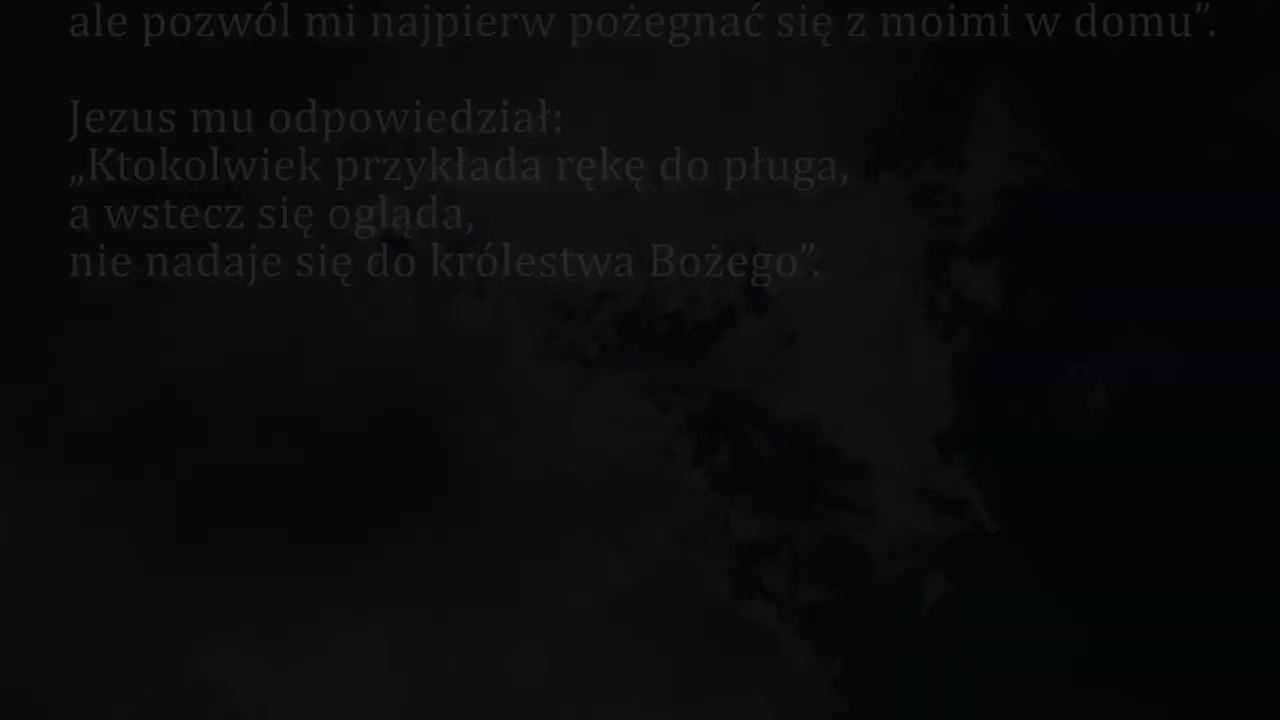 ale pozwól mi najpierw pożegnać się z moimi w domu”.
Jezus mu odpowiedział:
„Ktokolwiek przykłada rękę do pługa,
a wstecz się ogląda,
nie nadaje się do królestwa Bożego”.